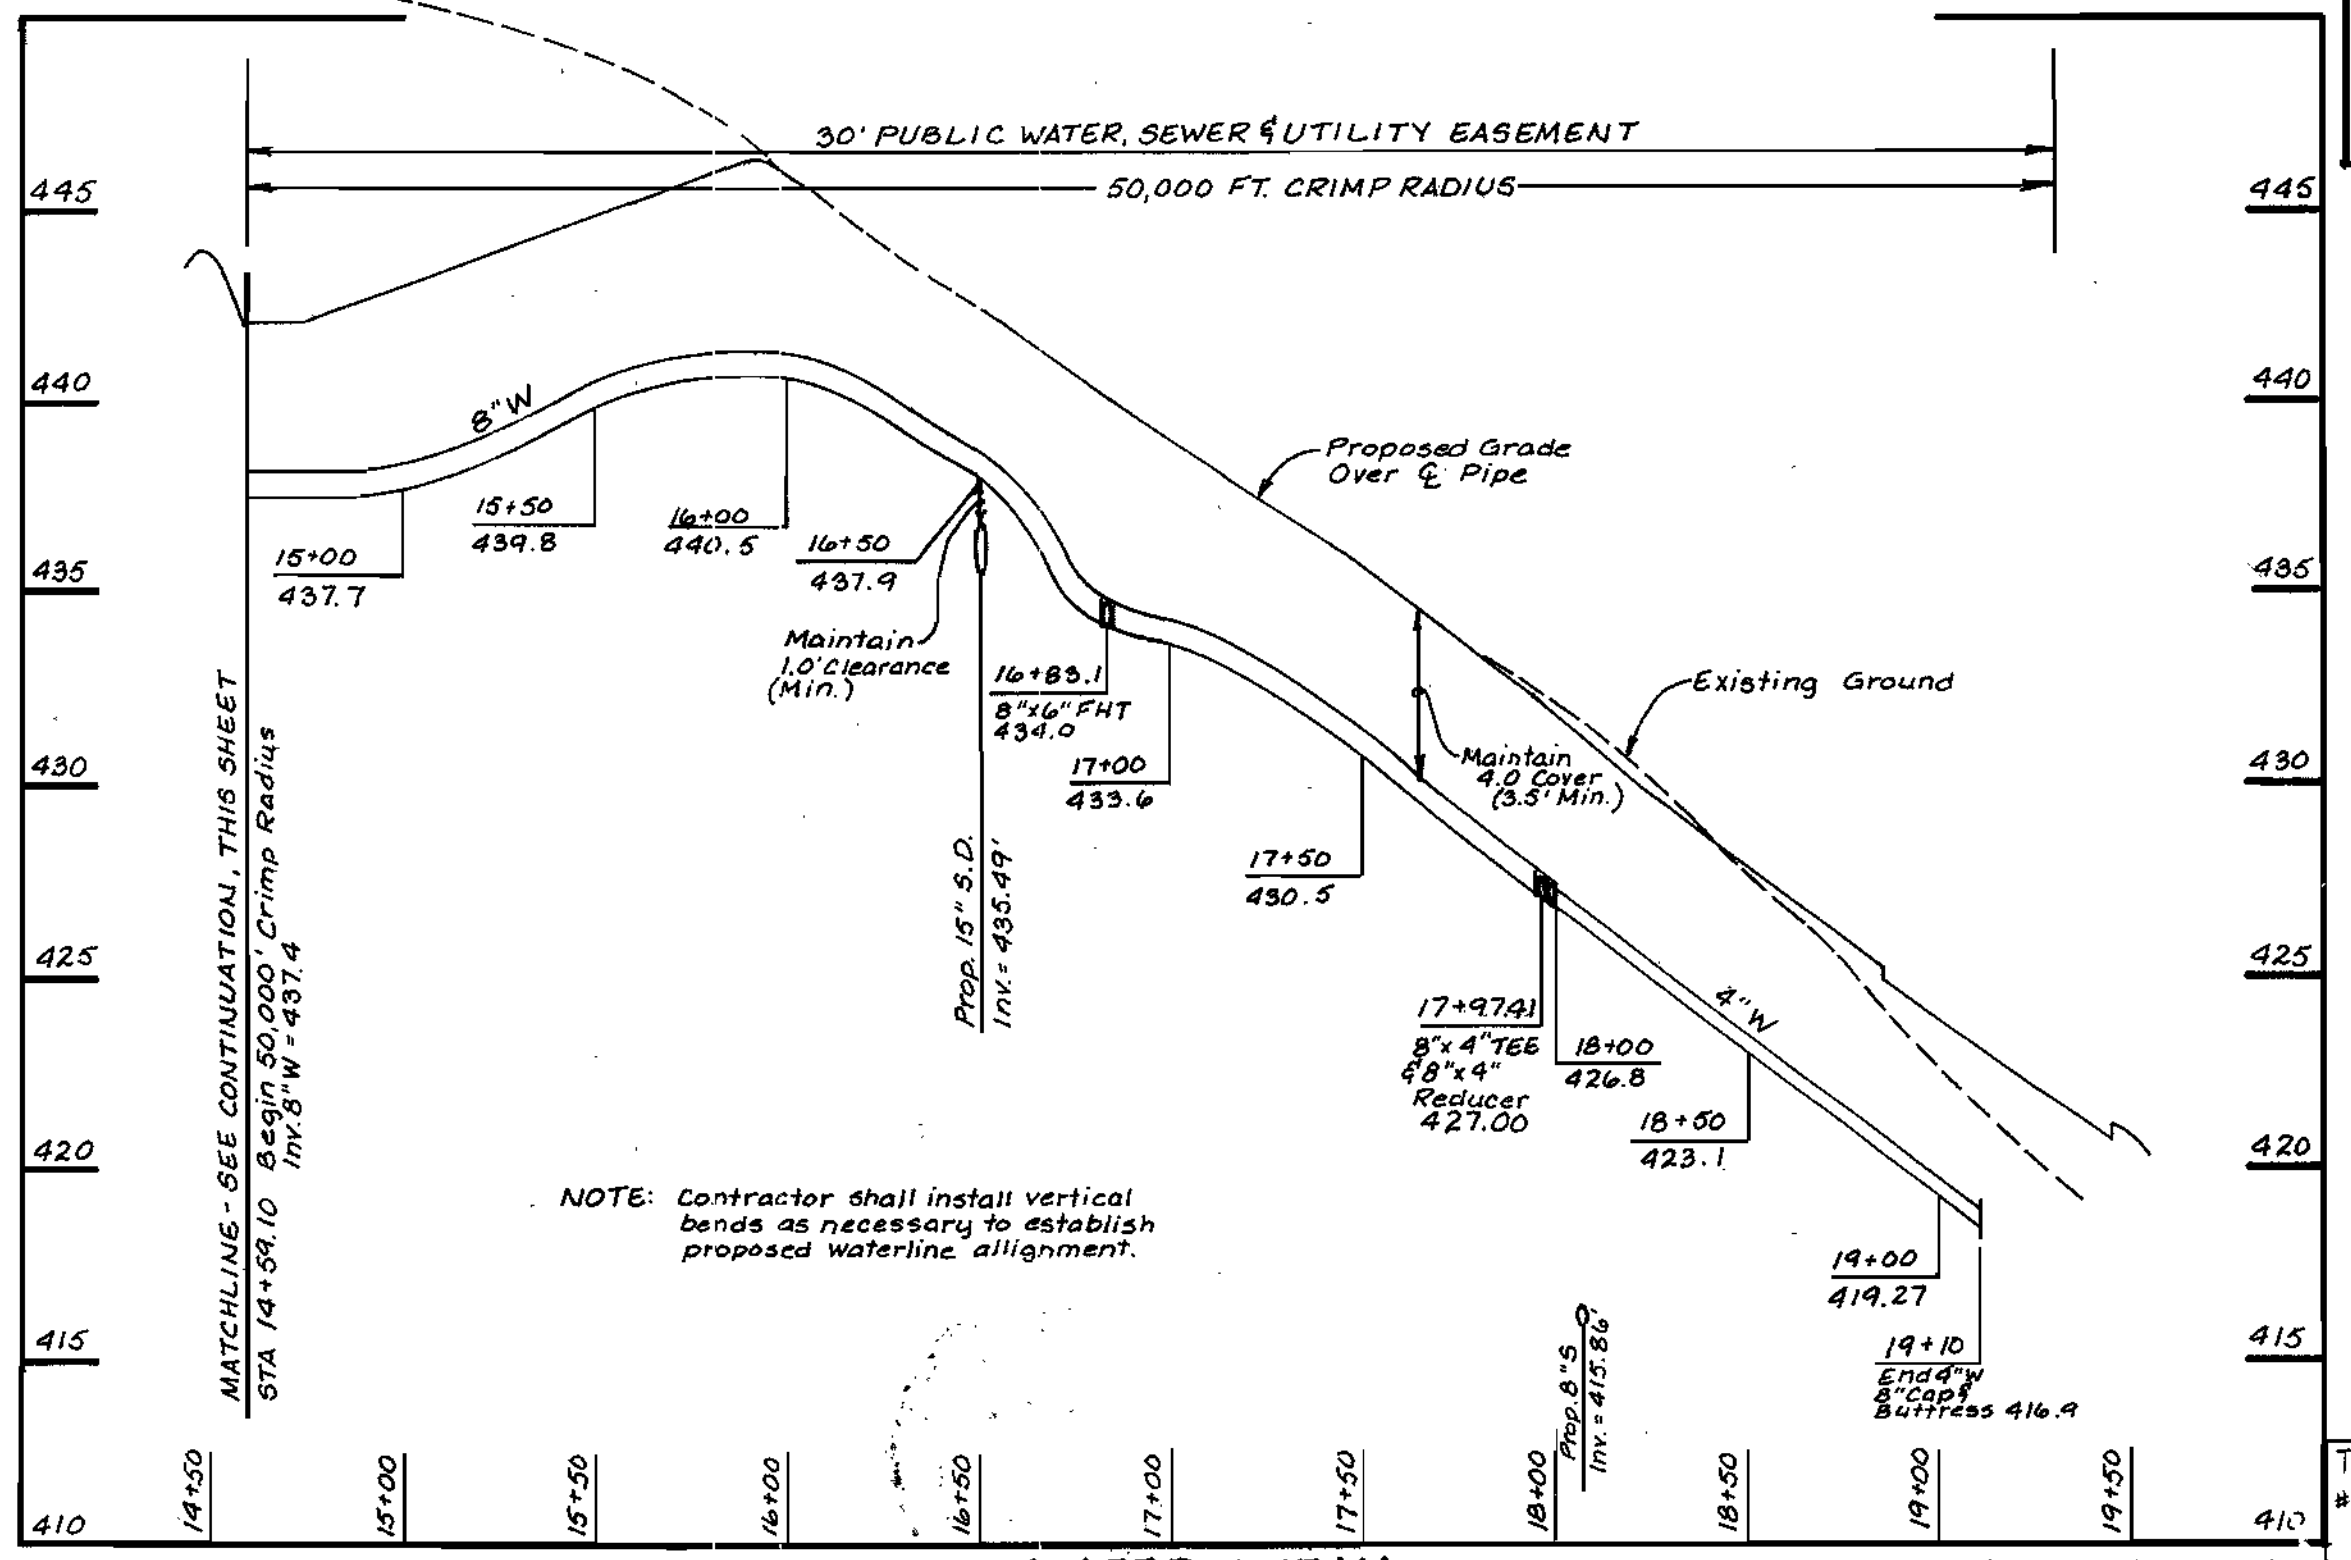 30' PUBLIC WATER, SEWER & UTILITY EASEMENT
50,000 FT. CRIMP RADIUS
445
445
440
440
8"W
Proposed Grade
Over ℄ Pipe
15+50
439.8
16+00
440.5
16+50
437.9
15+00
437.7
435
435
Maintain
1.0' Clearance
(Min.)
16+83.1
8"x6" FHT
434.0
Existing Ground
17+00
433.6
Maintain
4.0 Cover
(3.5' Min.)
430
430
17+50
430.5
Prop. 15" S.D.
Inv. = 435.49'
MATCHLINE - SEE CONTINUATION, THIS SHEET
STA 14+59.10 Begin 50,000' Crimp Radius
Inv. 8"W = 437.4
425
425
4"W
17+97.41
8"x 4" TEE
& 8"x 4"
Reducer
427.00
18+00
426.8
18+50
423.1
420
420
NOTE: Contractor shall install vertical
bends as necessary to establish
proposed waterline allignment.
19+00
419.27
415
415
19+10
End 4"W
8" Cap &
Buttress 416.9
Prop. 8"S
Inv. = 415.86'
410
14+50
15+00
15+50
16+00
16+50
17+00
17+50
18+00
18+50
19+00
19+50
410
#